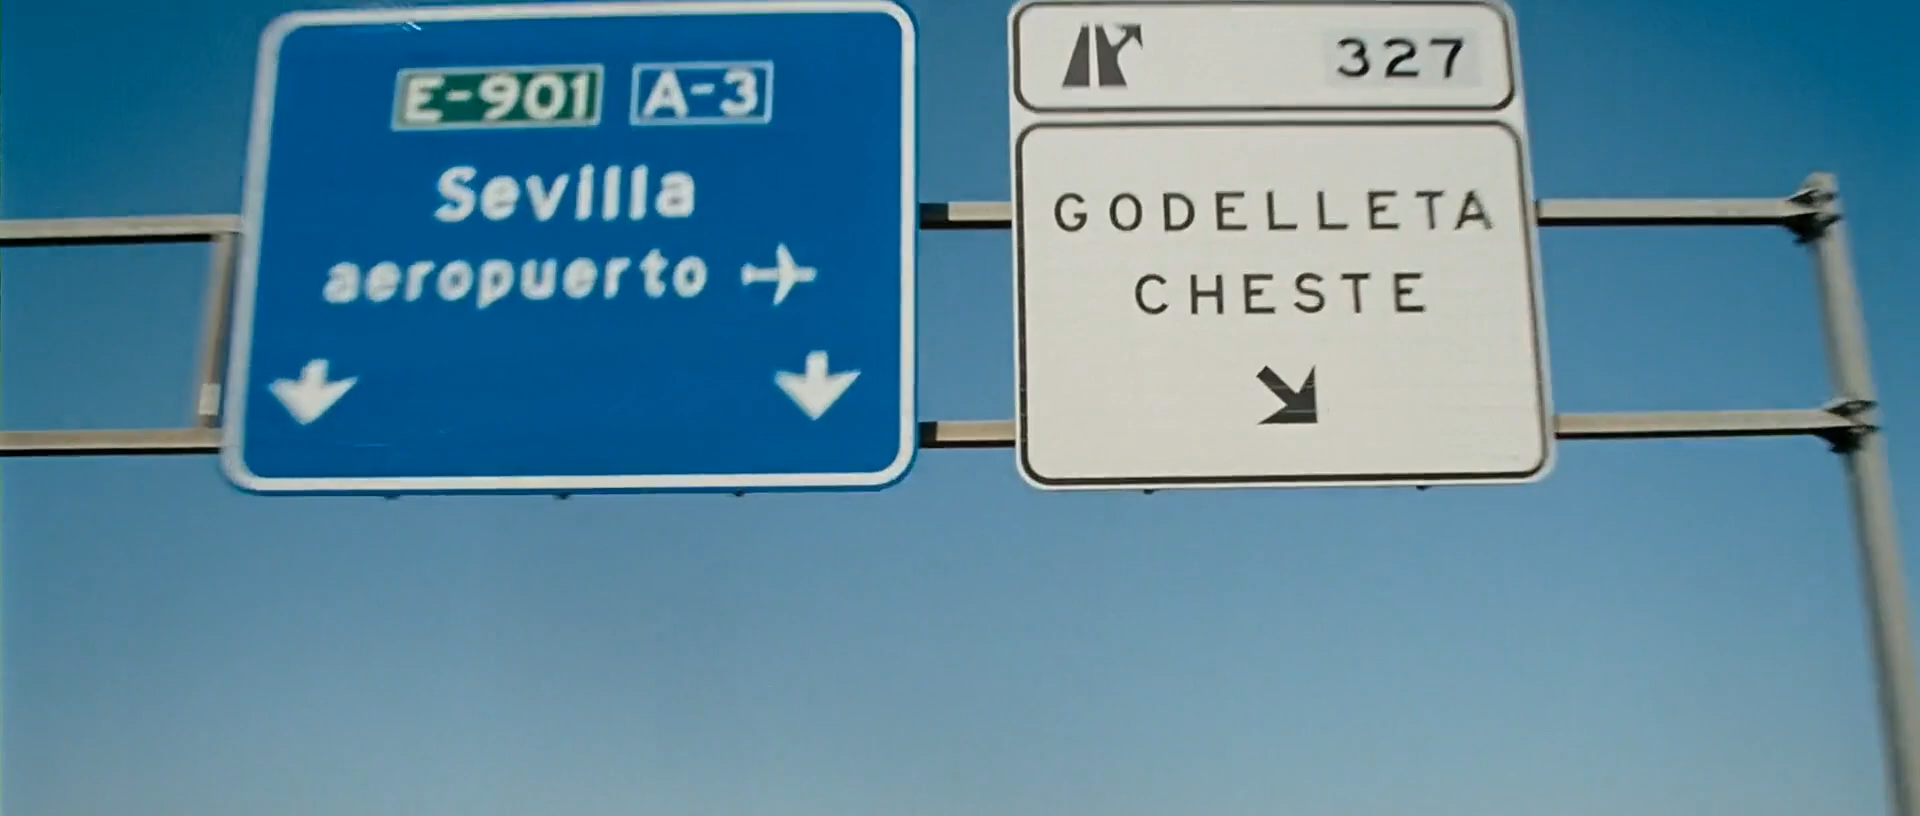 E-901 A-3
Sevilla
aeropuerto
327
GODELLETA
CHESTE